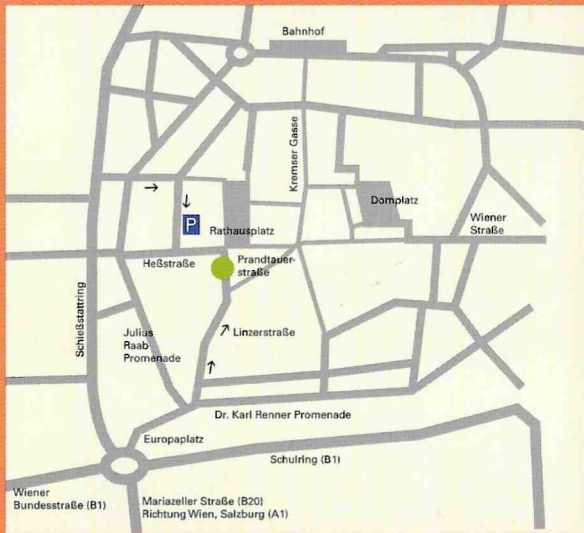 Bahnhof
Kremser Gasse
Domplatz
P
Rathausplatz
Wiener
Straße
Heßstraße
Prandtauer-
straße
Schießstattring
Julius
Raab
Promenade
Linzerstraße
Dr. Karl Renner Promenade
Europaplatz
Schulring (B1)
Wiener
Bundesstraße (B1)
Mariazeller Straße (B20)
Richtung Wien, Salzburg (A1)